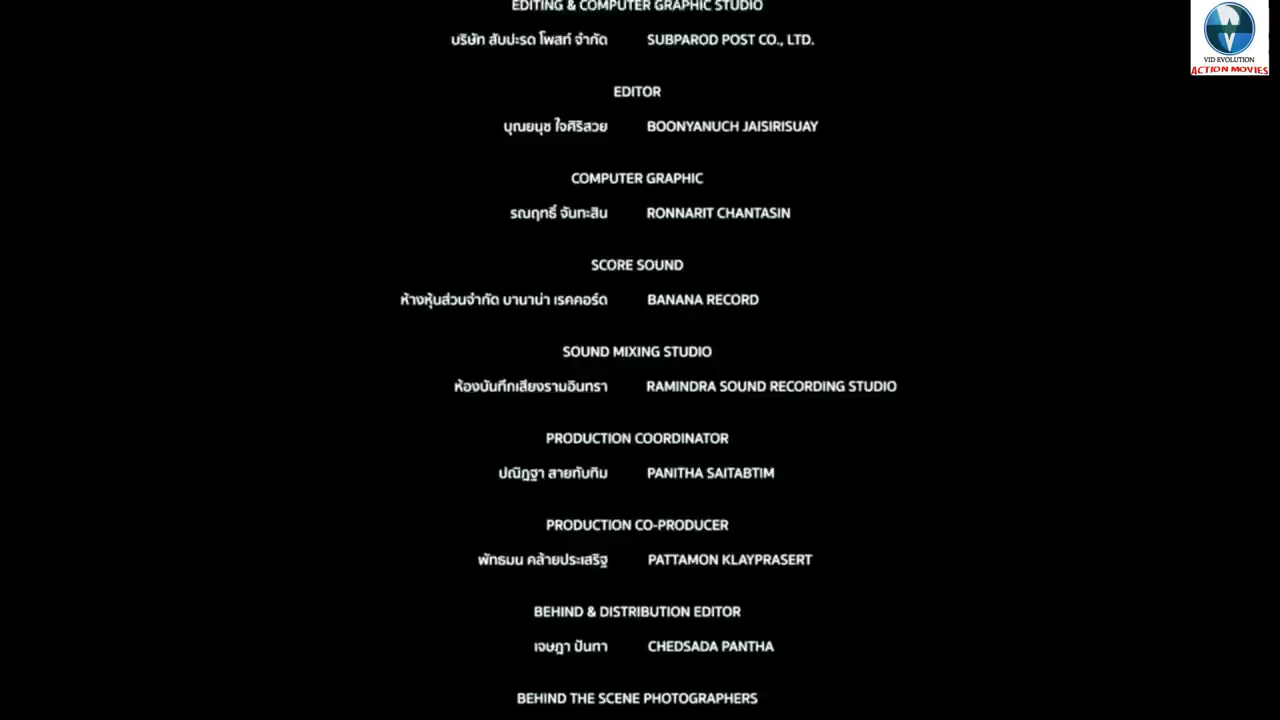 EDITING & COMPUTER GRAPHIC STUDIO
บริษัท สับปะรด โพสท์ จำกัด SUBPAROD POST CO., LTD.
EDITOR
บุณยนุช ใจศิริสวย BOONYANUCH JAISIRISUAY
COMPUTER GRAPHIC
รณฤทธิ์ จันทะสิน RONNARIT CHANTASIN
SCORE SOUND
ห้างหุ้นส่วนจำกัด บานาน่า เรคคอร์ด BANANA RECORD
SOUND MIXING STUDIO
ห้องบันทึกเสียงรามอินทรา RAMINDRA SOUND RECORDING STUDIO
PRODUCTION COORDINATOR
ปณิฏฐา สายทับทิม PANITHA SAITABTIM
PRODUCTION CO-PRODUCER
พัทธมน คล้ายประเสริฐ PATTAMON KLAYPRASERT
BEHIND & DISTRIBUTION EDITOR
เจษฎา ปันทา CHEDSADA PANTHA
BEHIND THE SCENE PHOTOGRAPHERS
VID EVOLUTION
ACTION MOVIES